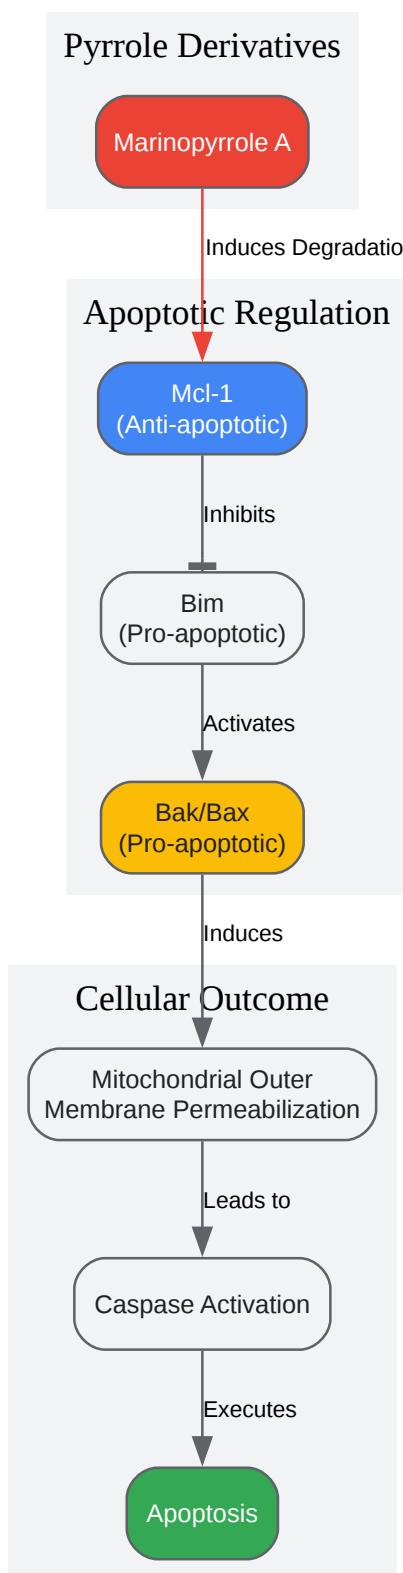 Pyrrole Derivatives
Marinopyrrole A
Induces Degradatio
Apoptotic Regulation
Mcl-1
(Anti-apoptotic)
Inhibits
Bim
(Pro-apoptotic)
Activates
Bak/Bax
(Pro-apoptotic)
Induces
Cellular Outcome
Mitochondrial Outer
Membrane Permeabilization
Leads to
Caspase Activation
Executes
Apoptosis